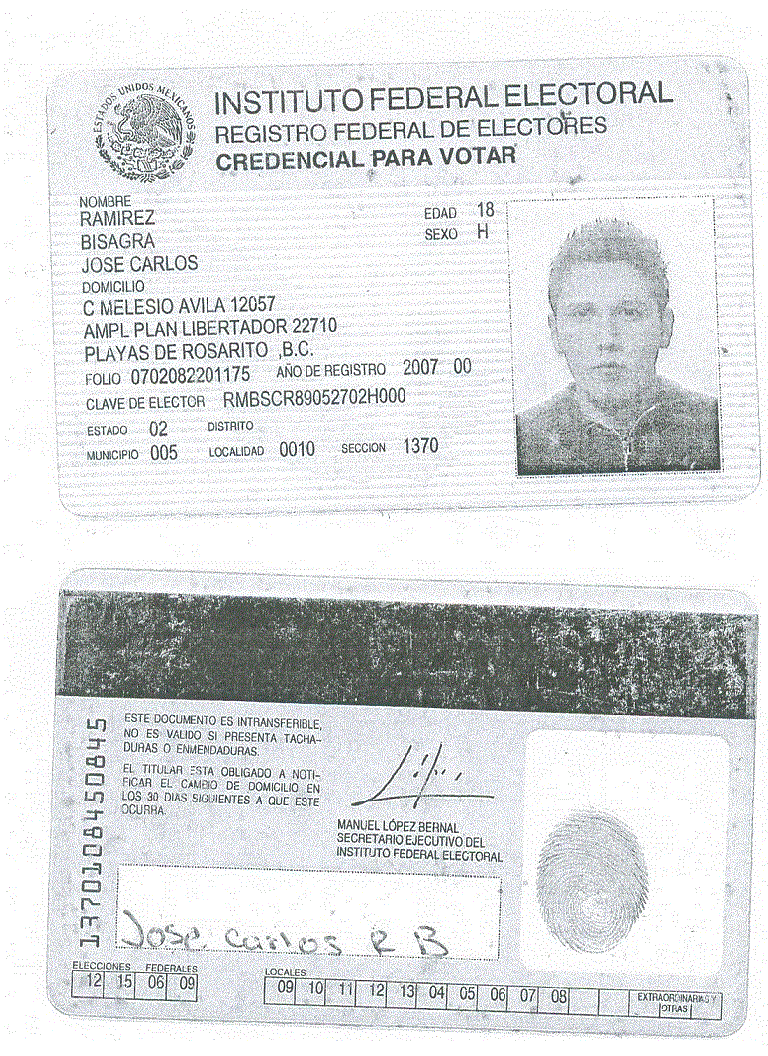 ESTADOS UNIDOS MEXICANOS
INSTITUTO FEDERAL ELECTORAL
REGISTRO FEDERAL DE ELECTORES
CREDENCIAL PARA VOTAR
NOMBRE
RAMIREZ
BISAGRA
JOSE CARLOS
EDAD 18
SEXO H
DOMICILIO
C MELESIO AVILA 12057
AMPL PLAN LIBERTADOR 22710
PLAYAS DE ROSARITO ,B.C.
FOLIO 0702082201175 AÑO DE REGISTRO 2007 00
CLAVE DE ELECTOR RMBSCR89052702H000
ESTADO 02 DISTRITO
MUNICIPIO 005 LOCALIDAD 0010 SECCION 1370
1370108450845
ESTE DOCUMENTO ES INTRANSFERIBLE,
NO ES VALIDO SI PRESENTA TACHA-
DURAS O ENMENDADURAS.
EL TITULAR ESTA OBLIGADO A NOTI-
FICAR EL CAMBIO DE DOMICILIO EN
LOS 30 DIAS SIGUIENTES A QUE ESTE
OCURRA.
MANUEL LÓPEZ BERNAL
SECRETARIO EJECUTIVO DEL
INSTITUTO FEDERAL ELECTORAL
Jose Carlos R B
ELECCIONES FEDERALES
12 15 06 09
LOCALES
09 10 11 12 13 04 05 06 07 08
EXTRAORDINARIAS Y
OTRAS